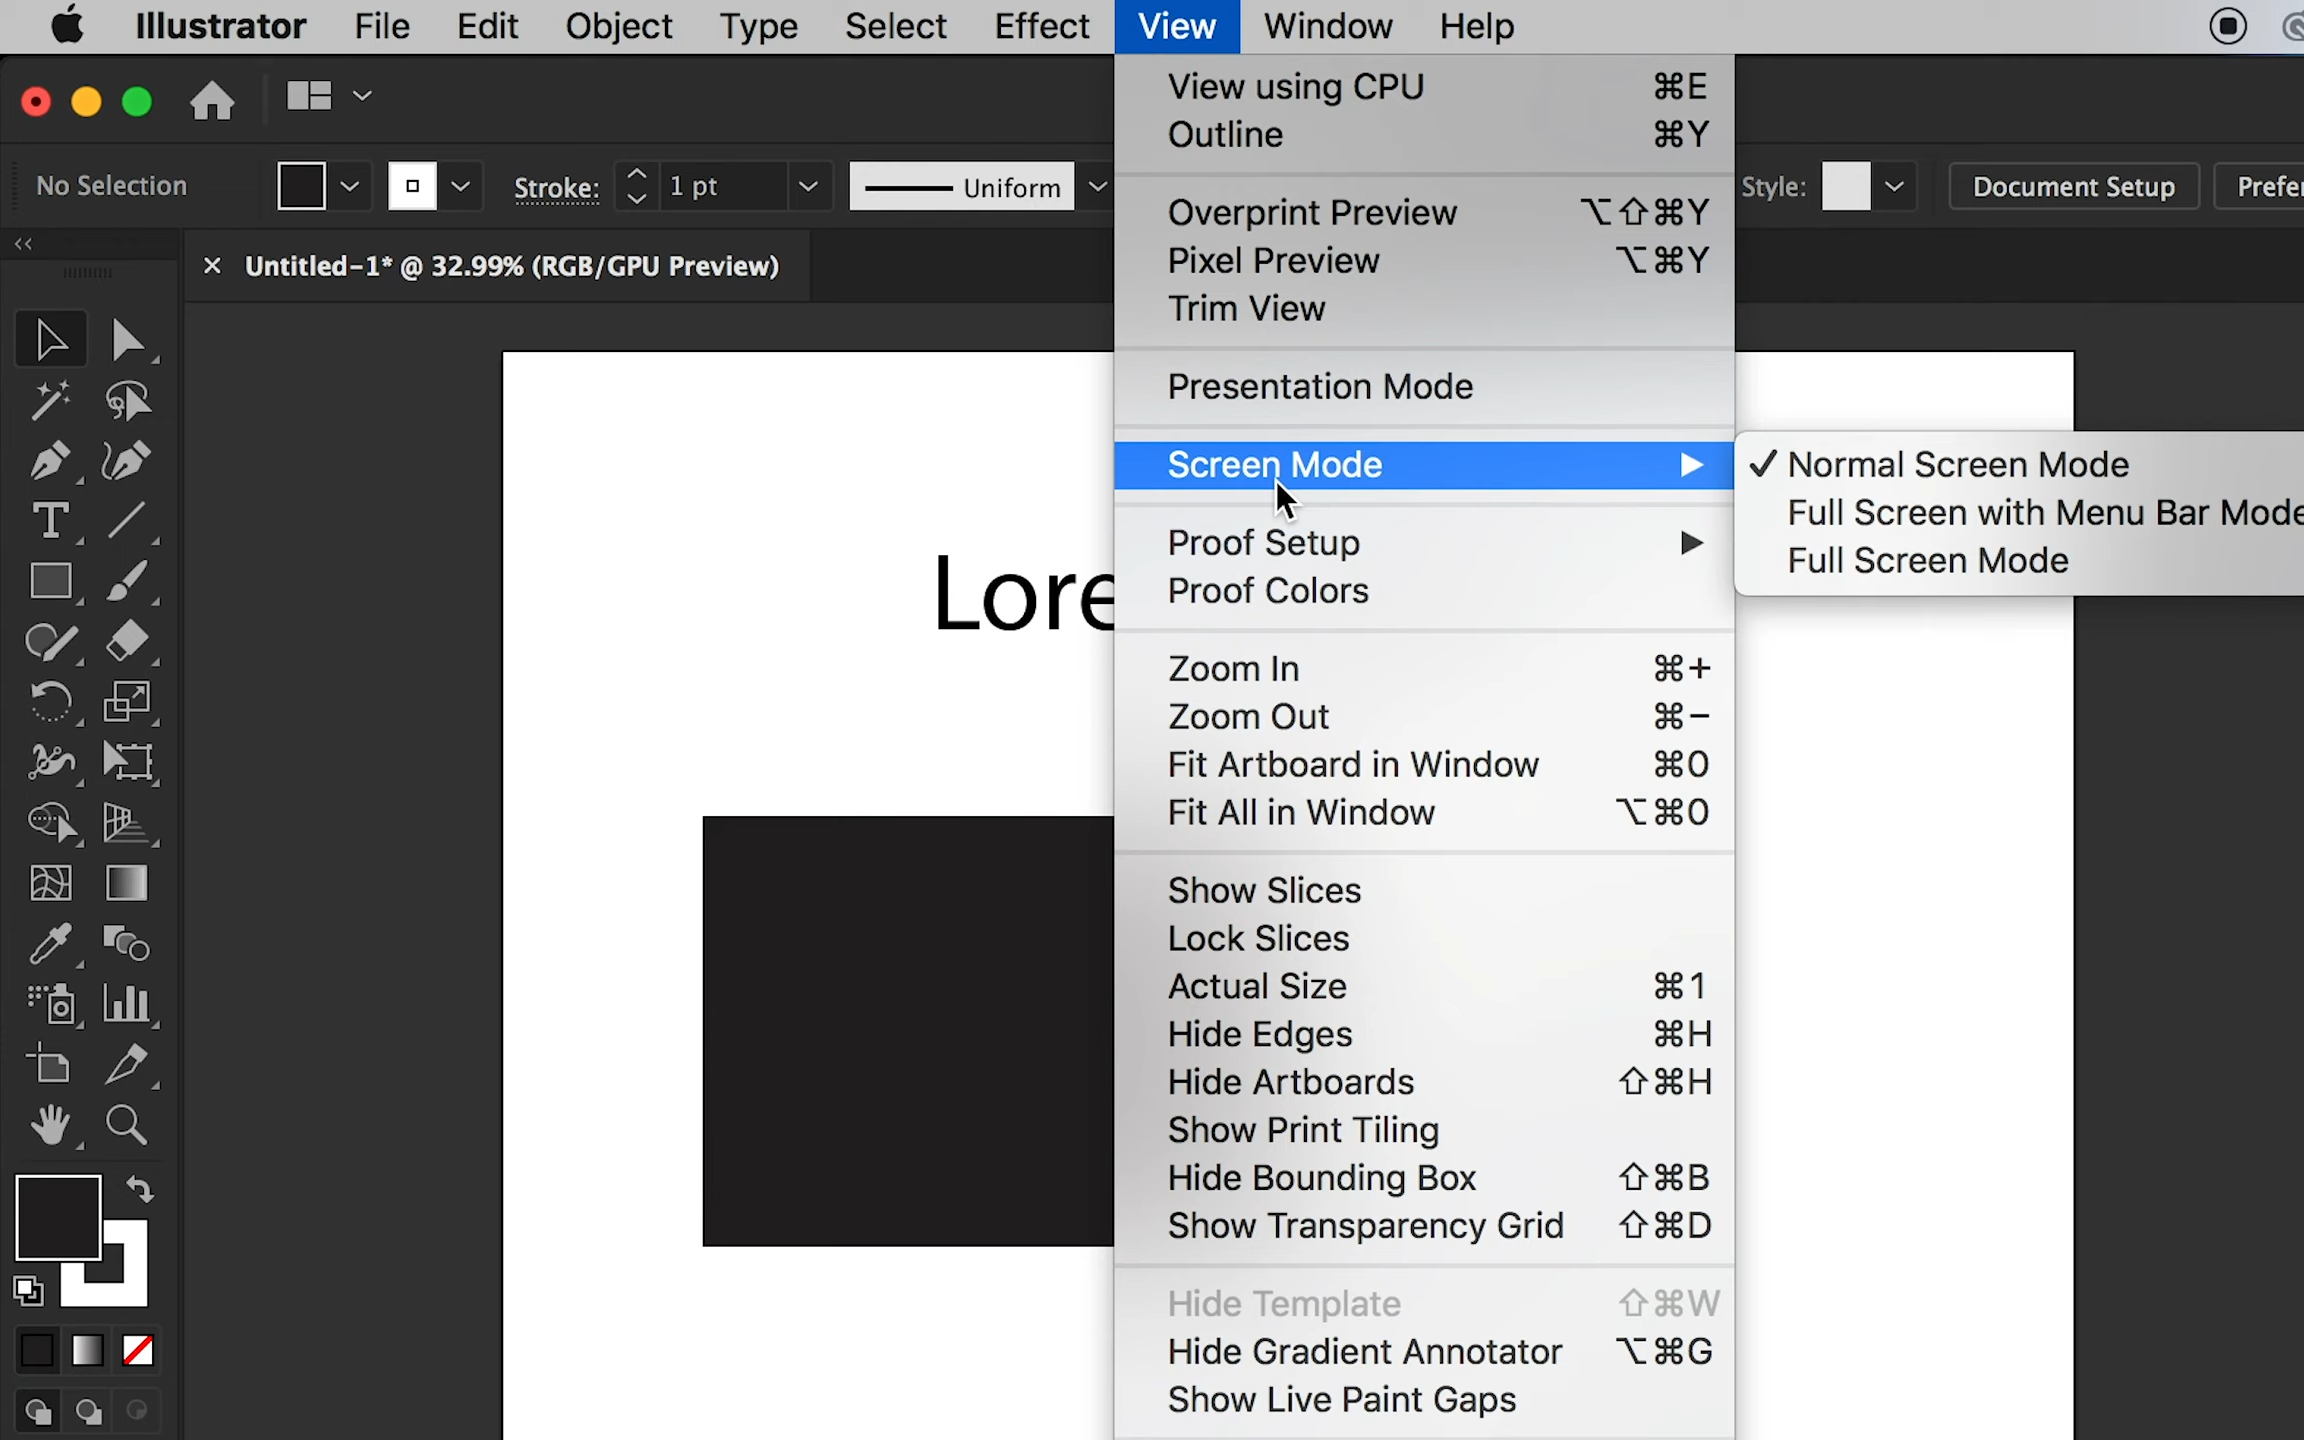 Illustrator File Edit Object Type Select Effect View Window Help
No Selection Stroke: 1 pt Uniform Style: Document Setup
× Untitled-1* @ 32.99% (RGB/GPU Preview)
View using CPU ⌘E
Outline ⌘Y
Overprint Preview ⌥⇧⌘Y
Pixel Preview ⌥⌘Y
Trim View
Presentation Mode
Screen Mode ▶
✓ Normal Screen Mode
Full Screen with Menu Bar Mode
Full Screen Mode
Proof Setup ▶
Proof Colors
Zoom In ⌘+
Zoom Out ⌘−
Fit Artboard in Window ⌘0
Fit All in Window ⌥⌘0
Show Slices
Lock Slices
Actual Size ⌘1
Hide Edges ⌘H
Hide Artboards ⇧⌘H
Show Print Tiling
Hide Bounding Box ⇧⌘B
Show Transparency Grid ⇧⌘D
Hide Template ⇧⌘W
Hide Gradient Annotator ⌥⌘G
Show Live Paint Gaps
Lore